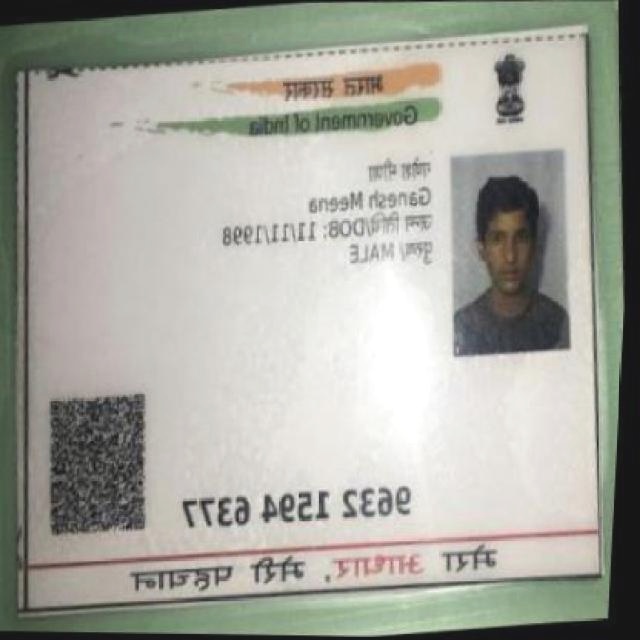 भारत सरकार
Government of India
गणेश मीना
Ganesh Meena
जन्म तिथि/DOB: 11/11/1998
पुरुष/ MALE
9632 1594 6377
मेरा आधार, मेरी पहचान